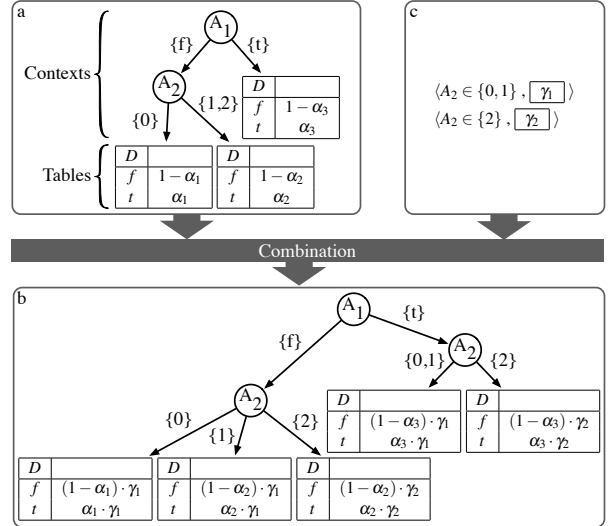 a
A₁
{f}
{t}
Contexts
A₂
{0}
{1,2}
D
f 1−α₃
t α₃
Tables
D
f 1−α₁
t α₁
D
f 1−α₂
t α₂
c
⟨A₂ ∈ {0,1} , γ₁ ⟩
⟨A₂ ∈ {2} , γ₂ ⟩
Combination
b
A₁
{f}
{t}
A₂
{0,1}
{2}
D
f (1−α₃)·γ₁
t α₃·γ₁
D
f (1−α₃)·γ₂
t α₃·γ₂
A₂
{0}
{1}
{2}
D
f (1−α₁)·γ₁
t α₁·γ₁
D
f (1−α₂)·γ₁
t α₂·γ₁
D
f (1−α₂)·γ₂
t α₂·γ₂